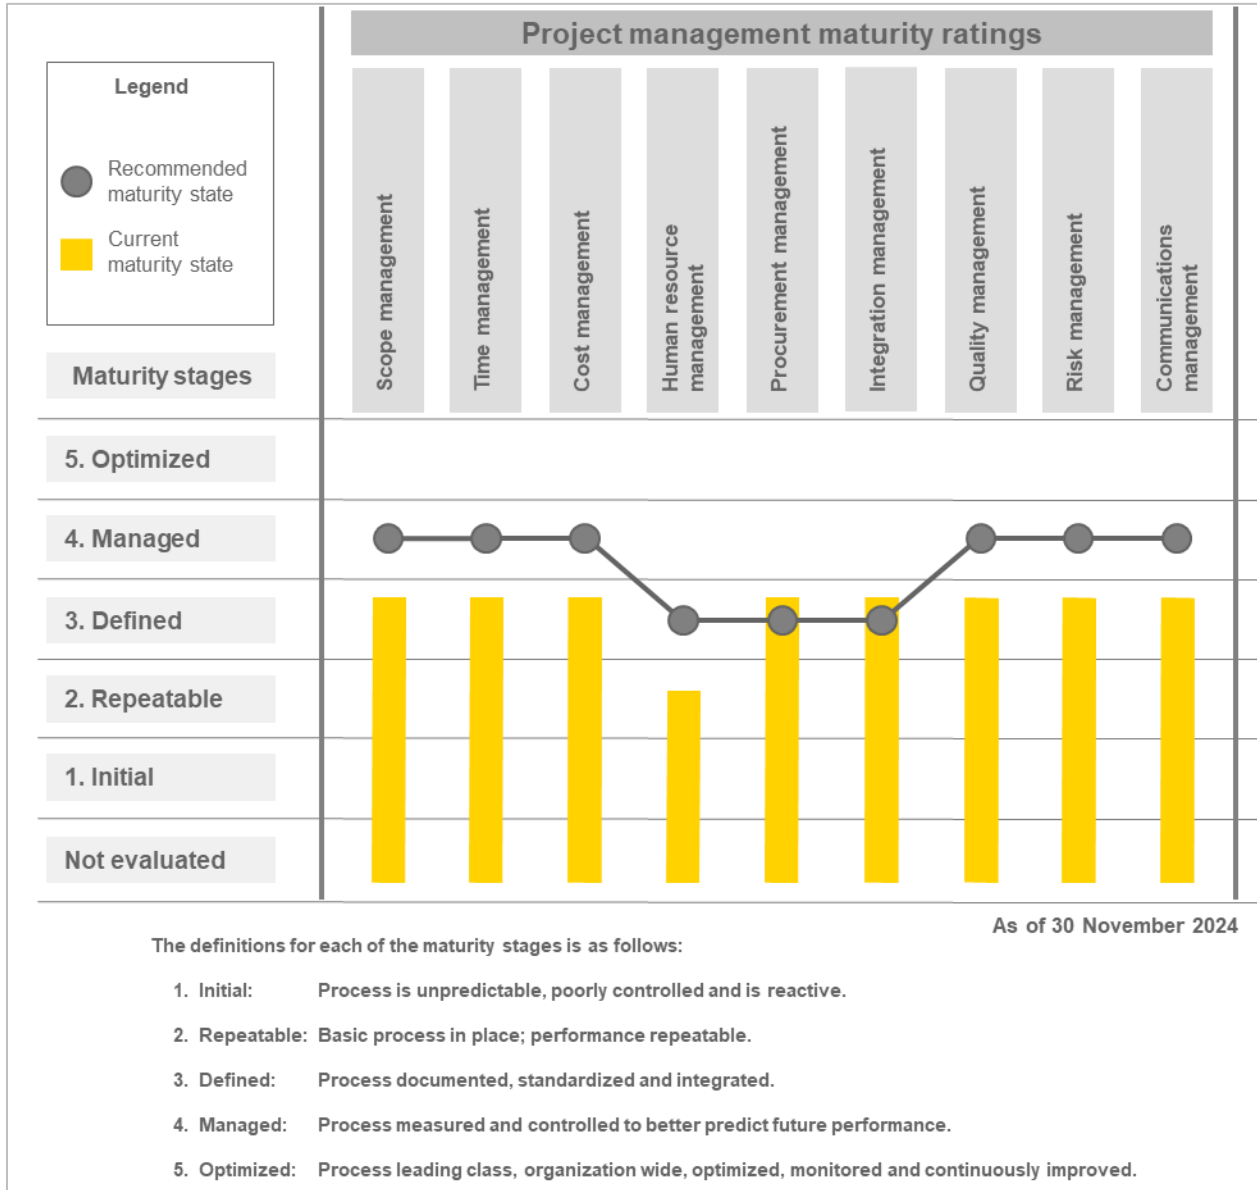 Project management maturity ratings
Legend
Recommended
maturity state
Current
maturity state
Scope management
Time management
Cost management
Human resource
management
Procurement management
Integration management
Quality management
Risk management
Communications
management
Maturity stages
5. Optimized
4. Managed
3. Defined
2. Repeatable
1. Initial
Not evaluated
As of 30 November 2024
The definitions for each of the maturity stages is as follows:
1. Initial: Process is unpredictable, poorly controlled and is reactive.
2. Repeatable: Basic process in place; performance repeatable.
3. Defined: Process documented, standardized and integrated.
4. Managed: Process measured and controlled to better predict future performance.
5. Optimized: Process leading class, organization wide, optimized, monitored and continuously improved.